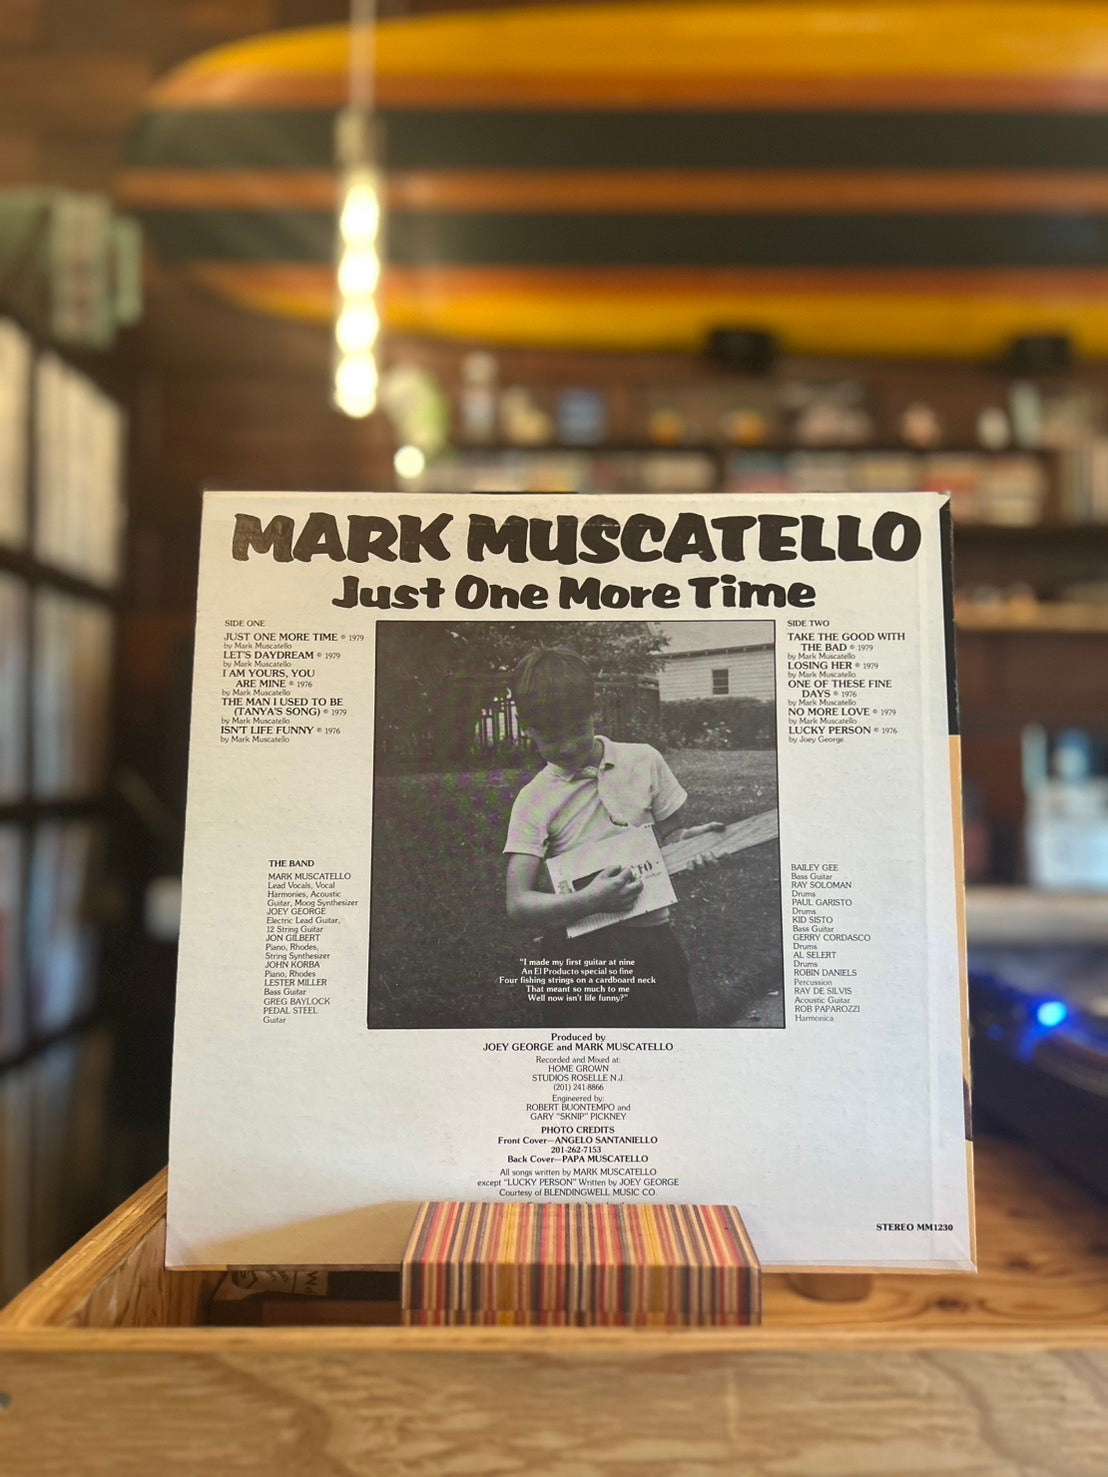 MARK MUSCATELLO
Just One More Time
SIDE ONE
JUST ONE MORE TIME © 1979
by Mark Muscatello
LET'S DAYDREAM © 1979
by Mark Muscatello
I AM YOURS, YOU
ARE MINE © 1976
by Mark Muscatello
THE MAN I USED TO BE
(TANYA'S SONG) © 1979
by Mark Muscatello
ISN'T LIFE FUNNY © 1976
by Mark Muscatello
SIDE TWO
TAKE THE GOOD WITH
THE BAD © 1979
by Mark Muscatello
LOSING HER © 1979
by Mark Muscatello
ONE OF THESE FINE
DAYS © 1976
by Mark Muscatello
NO MORE LOVE © 1979
by Mark Muscatello
LUCKY PERSON © 1976
by Joey George
THE BAND
MARK MUSCATELLO
Lead Vocals, Vocal
Harmonies, Acoustic
Guitar, Moog Synthesizer
JOEY GEORGE
Electric Lead Guitar,
12 String Guitar
JON GILBERT
Piano, Rhodes,
String Synthesizer
JOHN KORBA
Piano, Rhodes
LESTER MILLER
Bass Guitar
GREG BAYLOCK
PEDAL STEEL
Guitar
BAILEY GEE
Bass Guitar
RAY SOLOMAN
Drums
PAUL GARISTO
Drums
KID SISTO
Bass Guitar
GERRY CORDASCO
Drums
AL SELERT
Drums
ROBIN DANIELS
Percussion
RAY DE SILVIS
Acoustic Guitar
ROB PAPAROZZI
Harmonica
"I made my first guitar at nine
An El Producto special so fine
Four fishing strings on a cardboard neck
That meant so much to me
Well now isn't life funny?"
Produced by
JOEY GEORGE and MARK MUSCATELLO
Recorded and Mixed at:
HOME GROWN
STUDIOS ROSELLE N.J.
(201) 241-8866
Engineered by:
ROBERT BUONTEMPO and
GARY "SKNIP" PICKNEY
PHOTO CREDITS
Front Cover—ANGELO SANTANIELLO
201-262-7153
Back Cover—PAPA MUSCATELLO
All songs written by MARK MUSCATELLO
except "LUCKY PERSON" Written by JOEY GEORGE
Courtesy of BLENDINGWELL MUSIC CO.
STEREO MM1230